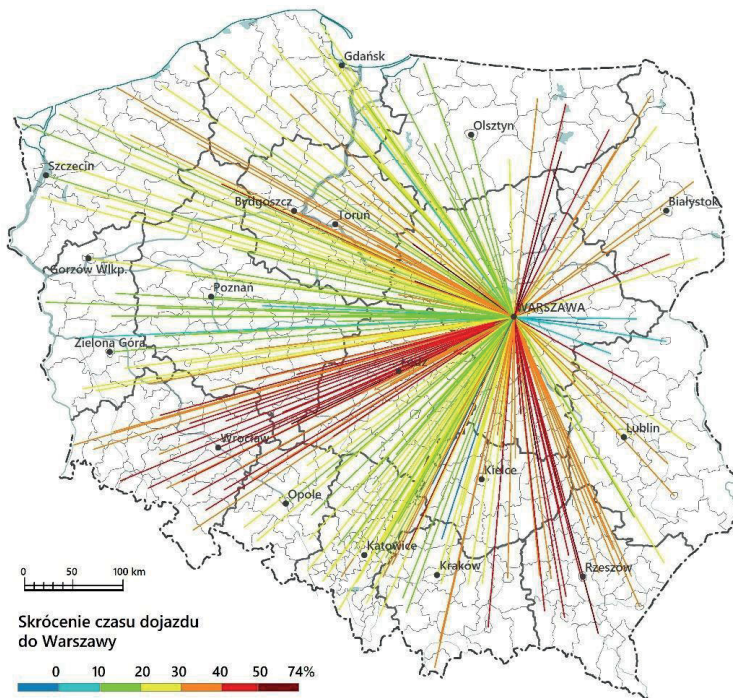 Gdańsk
Olsztyn
Szczecin
Bydgoszcz
Toruń
Białystok
Gorzów Wlkp.
Poznań
WARSZAWA
Zielona Góra
Łódź
Wrocław
Lublin
Kielce
Opole
Katowice
Kraków
Rzeszów
0 50 100 km
Skrócenie czasu dojazdu
do Warszawy
0 10 20 30 40 50 74%